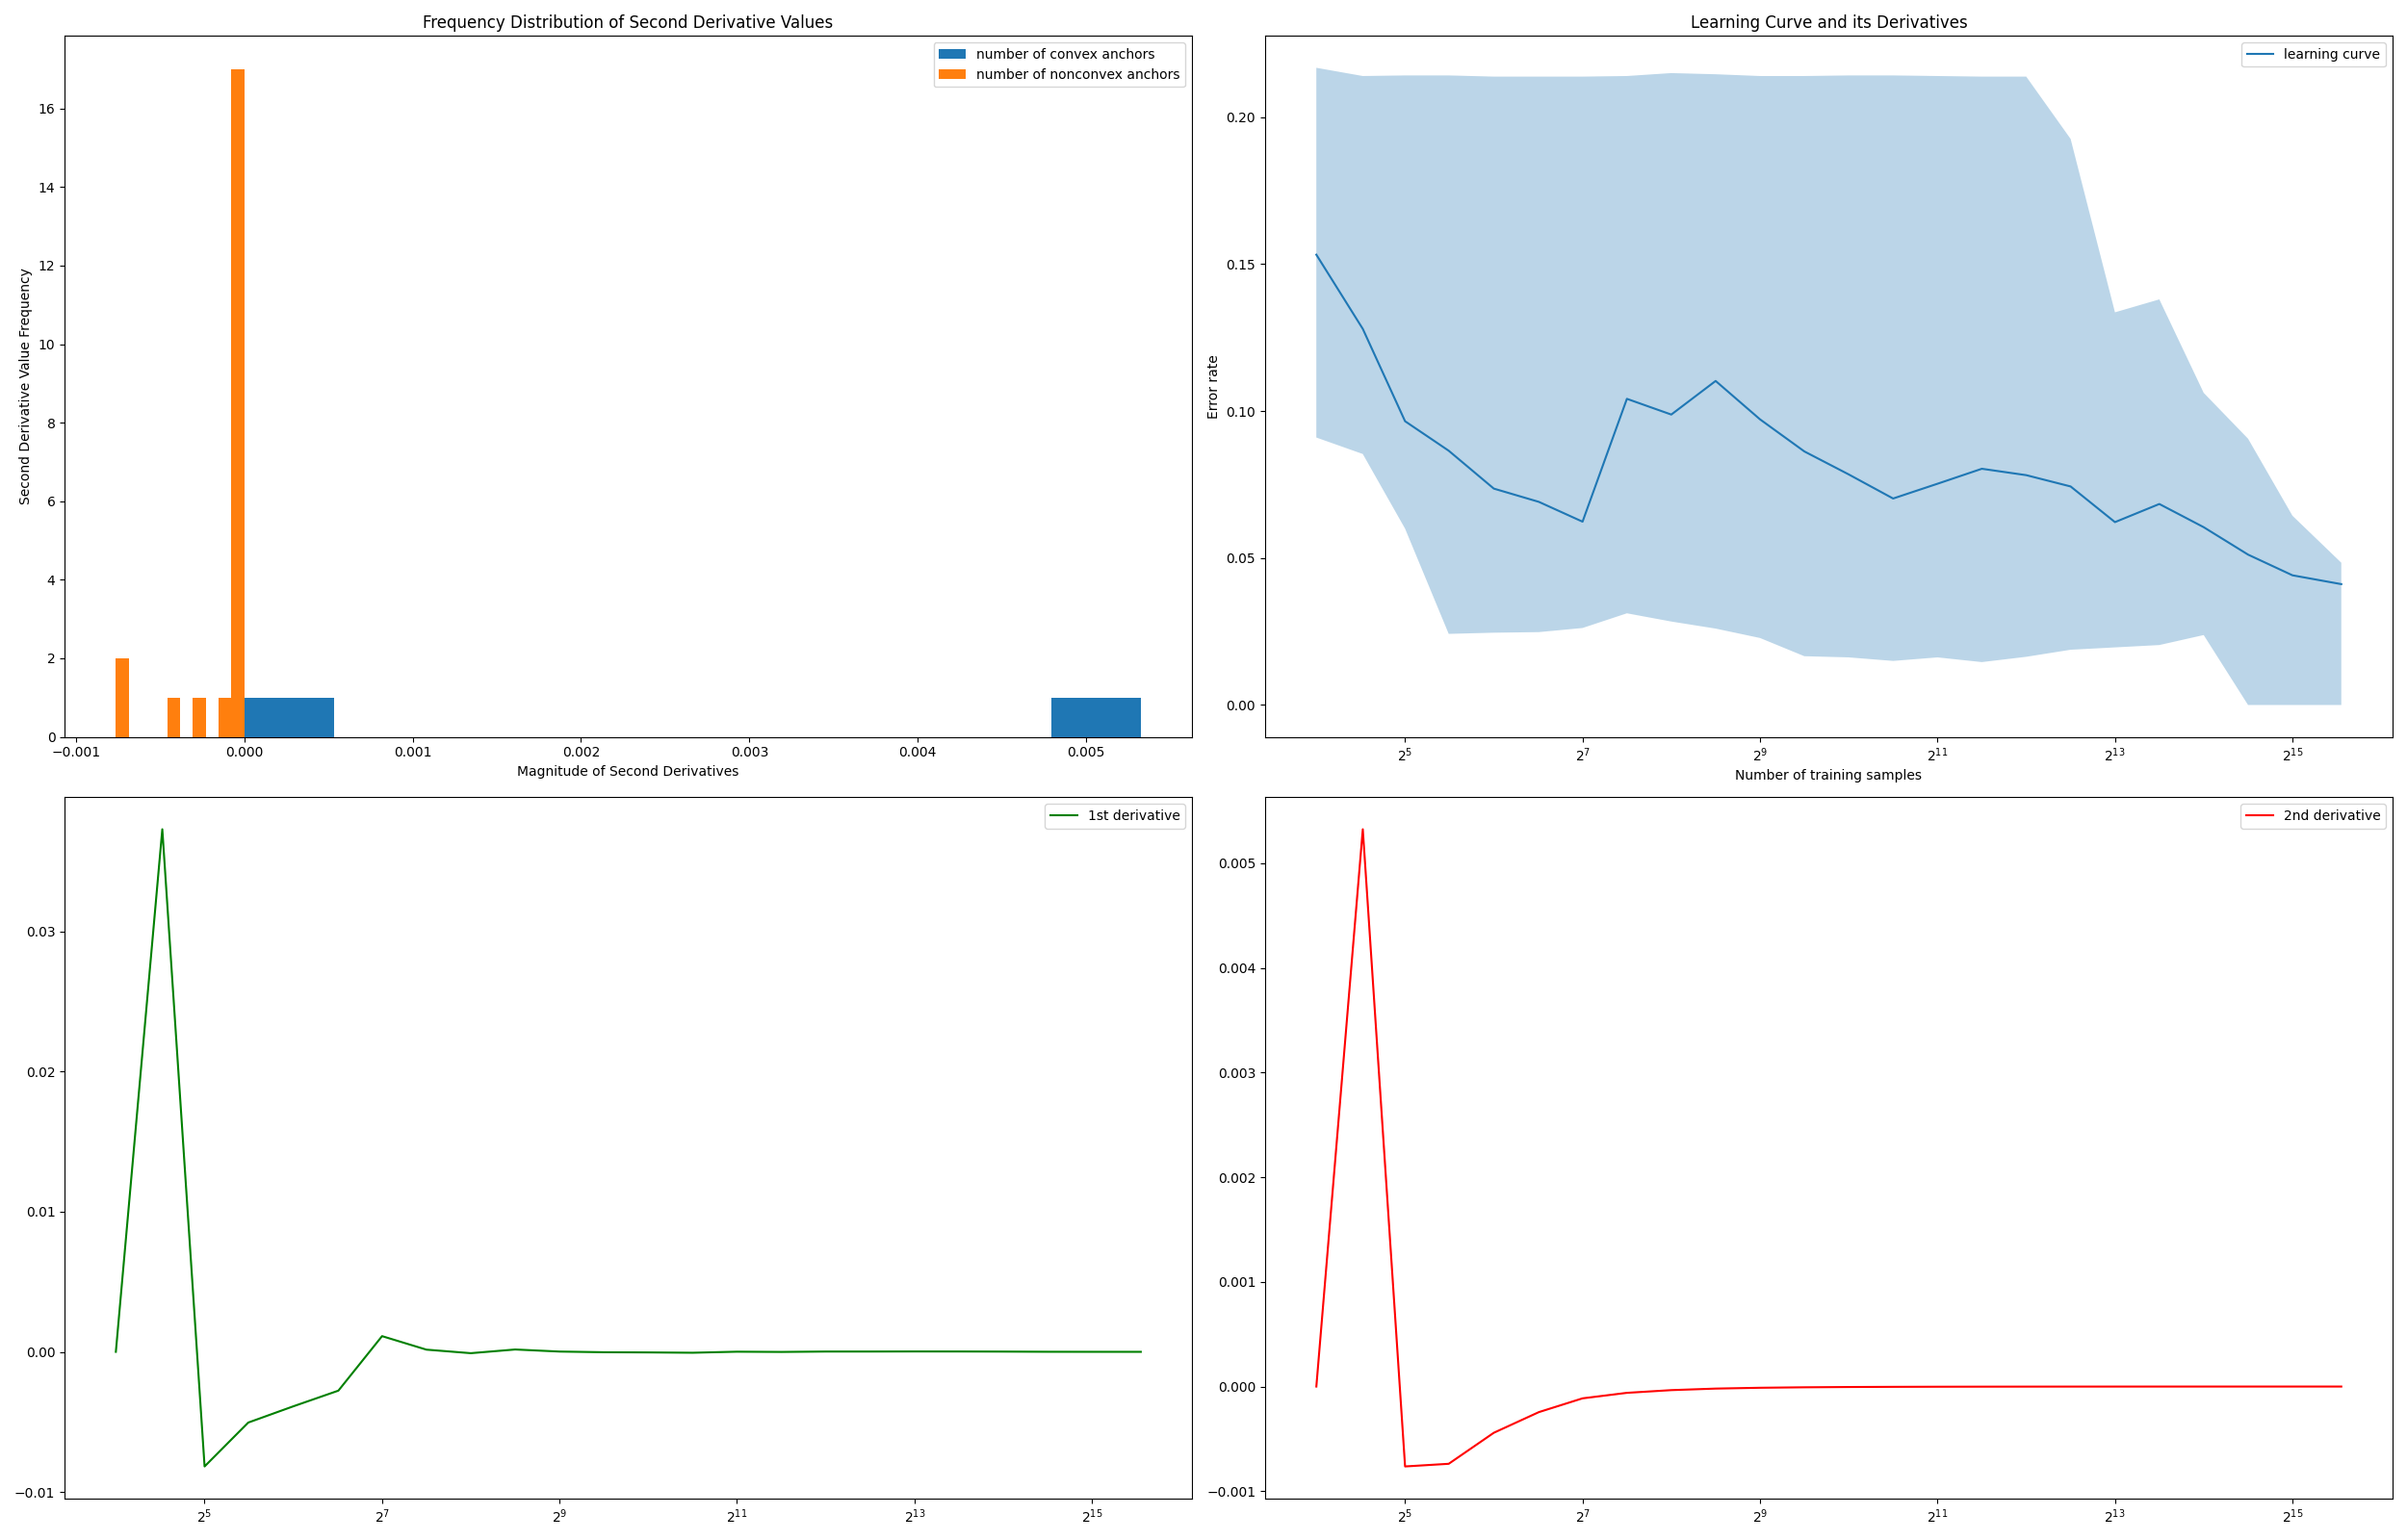 Frequency Distribution of Second Derivative Values
number of convex anchors
number of nonconvex anchors
Second Derivative Value Frequency
16
14
12
10
8
6
4
2
0
−0.001 0.000 0.001 0.002 0.003 0.004 0.005
Magnitude of Second Derivatives
Learning Curve and its Derivatives
learning curve
Error rate
0.20
0.15
0.10
0.05
0.00
2^5 2^7 2^9 2^11 2^13 2^15
Number of training samples
1st derivative
0.03
0.02
0.01
0.00
−0.01
2^5 2^7 2^9 2^11 2^13 2^15
2nd derivative
0.005
0.004
0.003
0.002
0.001
0.000
−0.001
2^5 2^7 2^9 2^11 2^13 2^15